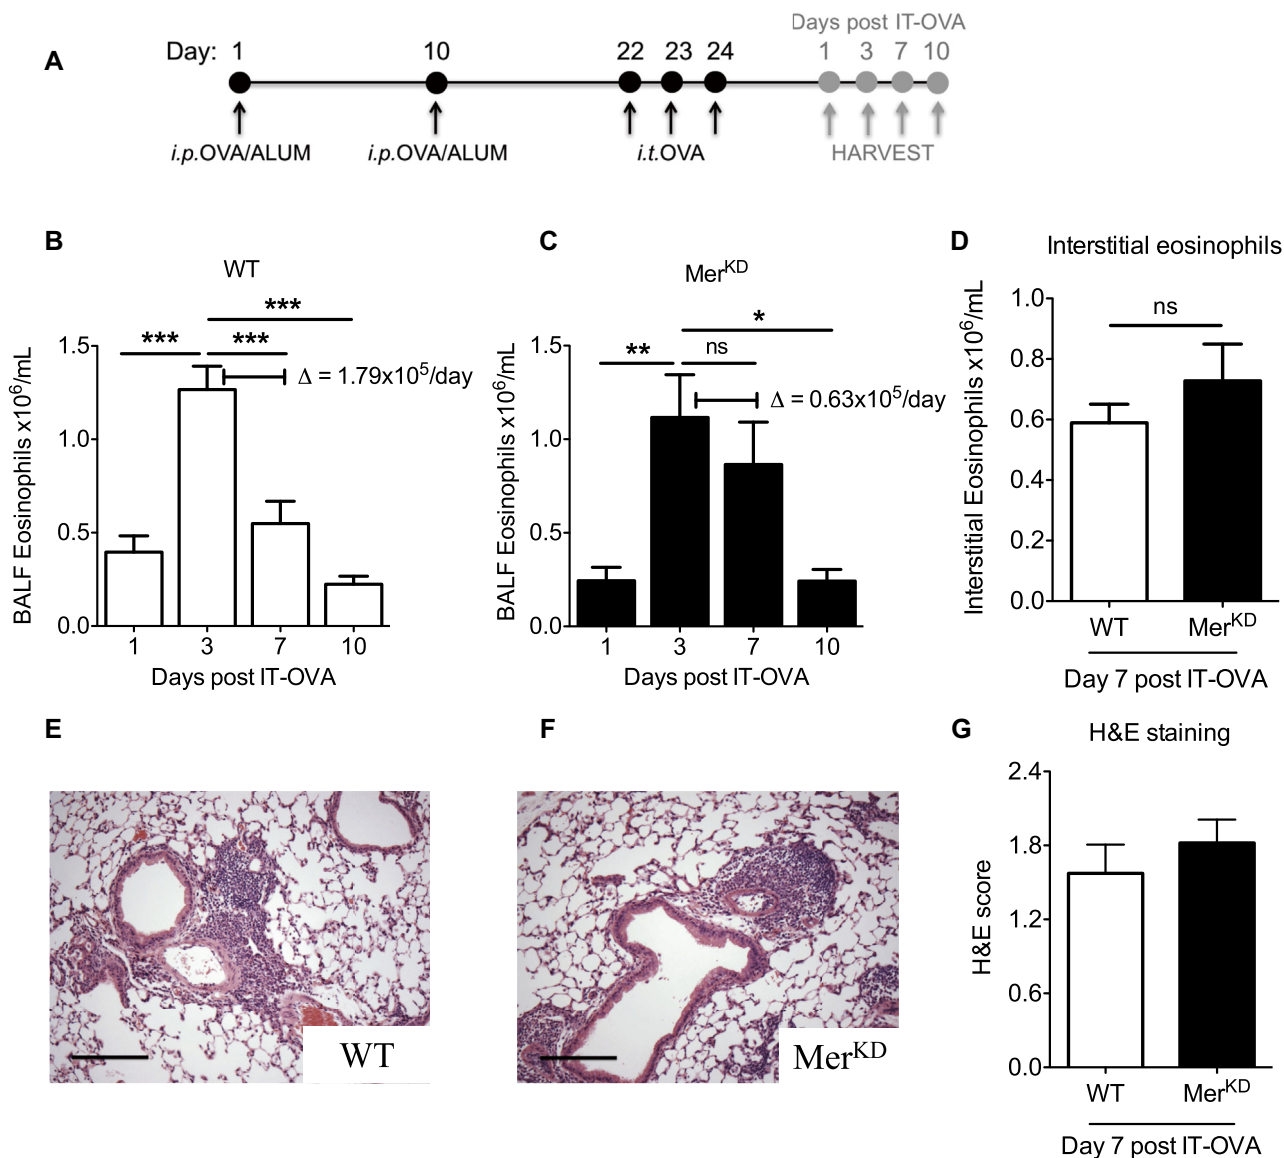 A
Days post IT-OVA
Day: 1 10 22 23 24 1 3 7 10
i.p.OVA/ALUM i.p.OVA/ALUM i.t.OVA HARVEST
B
WT
***
*** ***
Δ = 1.79x10⁵/day
BALF Eosinophils x10⁶/mL
1.5
1.0
0.5
0.0
1 3 7 10
Days post IT-OVA
C
Mer^KD
*
** ns
Δ = 0.63x10⁵/day
BALF Eosinophils x10⁶/mL
1.5
1.0
0.5
0.0
1 3 7 10
Days post IT-OVA
D
Interstitial eosinophils
ns
Interstitial Eosinophils x10⁶/mL
1.0
0.8
0.6
0.4
0.2
0.0
WT Mer^KD
Day 7 post IT-OVA
E
WT
F
Mer^KD
G
H&E staining
H&E score
2.4
1.8
1.2
0.6
0.0
WT Mer^KD
Day 7 post IT-OVA